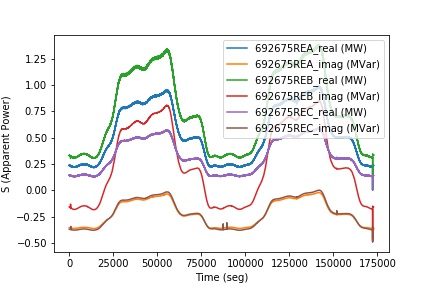 692675REA_real (MW)
692675REA_imag (MVar)
692675REB_real (MW)
692675REB_imag (MVar)
692675REC_real (MW)
692675REC_imag (MVar)
S (Apparent Power)
1.25
1.00
0.75
0.50
0.25
0.00
−0.25
−0.50
0 25000 50000 75000 100000 125000 150000 175000
Time (seg)